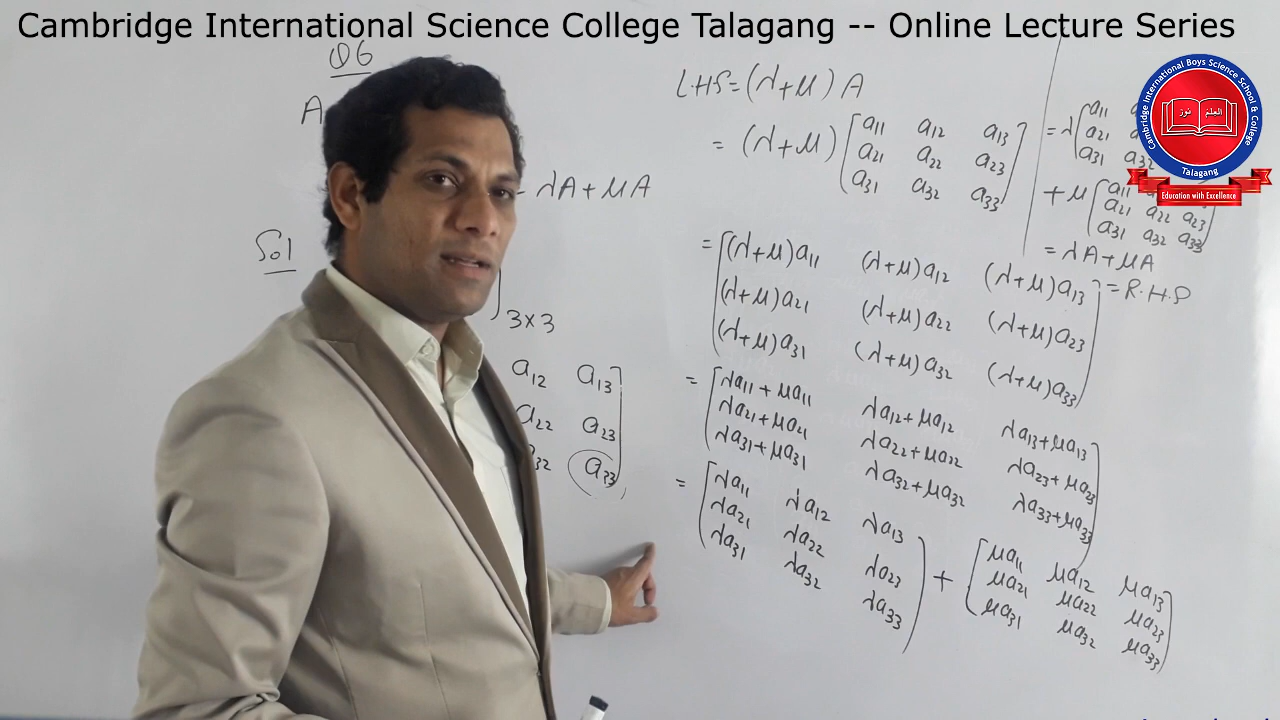 Cambridge International Science College Talagang -- Online Lecture Series
Q6
A
= λA+μA
Sol
]3×3
a12 a13
a22 a23
32 a33
L.H.S=(λ+μ) A
= (λ+μ) [a11 a12 a13
a21 a22 a23
a31 a32 a33]
= [(λ+μ)a11 (λ+μ)a12 (λ+μ)a13
(λ+μ)a21 (λ+μ)a22 (λ+μ)a23
(λ+μ)a31 (λ+μ)a32 (λ+μ)a33]
= [λa11+μa11 λa12+μa12 λa13+μa13
λa21+μa21 λa22+μa22 λa23+μa23
λa31+μa31 λa32+μa32 λa33+μa33]
= [λa11 λa12 λa13
λa21 λa22 λa23
λa31 λa32 λa33] + [μa11 μa12 μa13
μa21 μa22 μa23
μa31 μa32 μa33]
= λ[a11
a21
a31 a32
+ μ[a11
a21 a22 a23
a31 a32 a33]
= λA+μA
= R.H.S
Cambridge International Boys Science School & College
العلم نور
Talagang
Education with Excellence